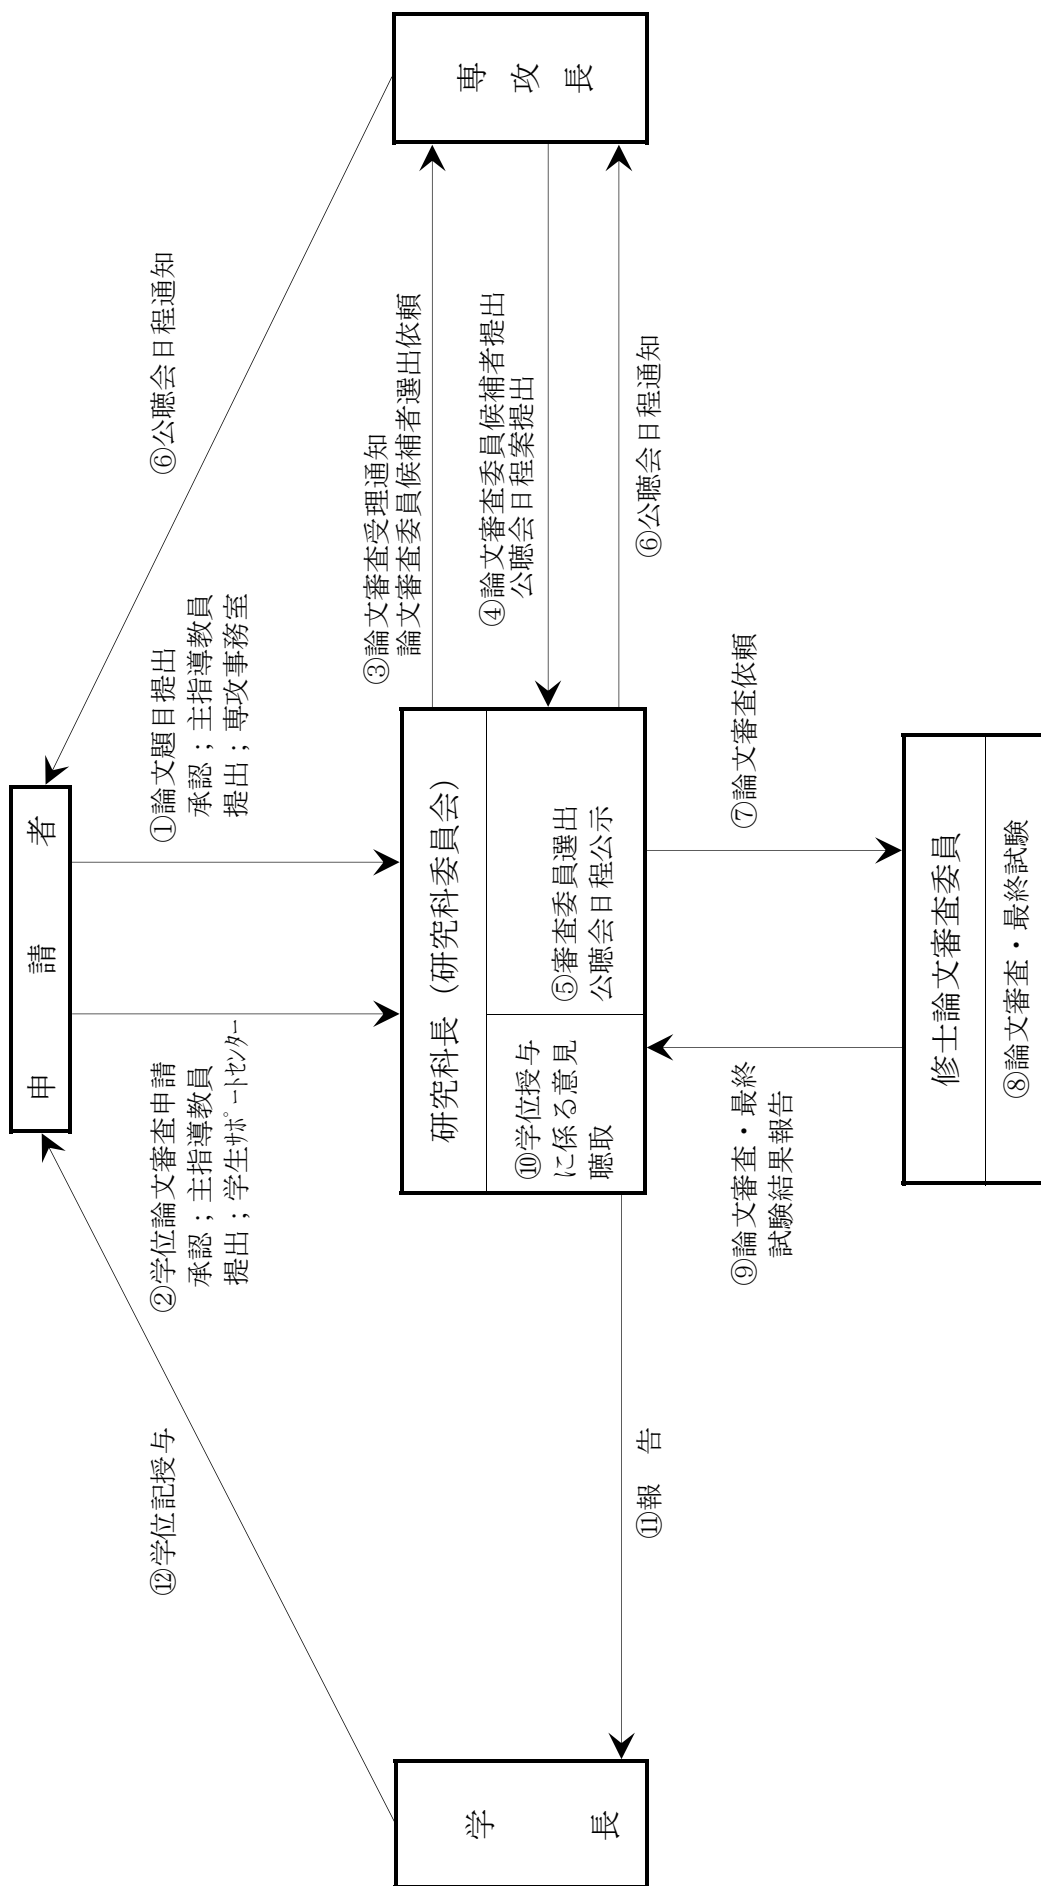 申請者
⑫学位記授与
②学位論文審査申請
承認；主指導教員
提出；学生ｻﾎﾟｰﾄｾﾝﾀｰ
①論文題目提出
承認；主指導教員
提出；専攻事務室
⑥公聴会日程通知
学長
⑪報告
研究科長（研究科委員会）
⑩学位授与
に係る意見
聴取
⑤審査委員選出
公聴会日程公示
③論文審査受理通知
論文審査委員候補者選出依頼
④論文審査委員候補者提出
公聴会日程案提出
⑥公聴会日程通知
専攻長
⑨論文審査・最終
試験結果報告
⑦論文審査依頼
修士論文審査委員
⑧論文審査・最終試験